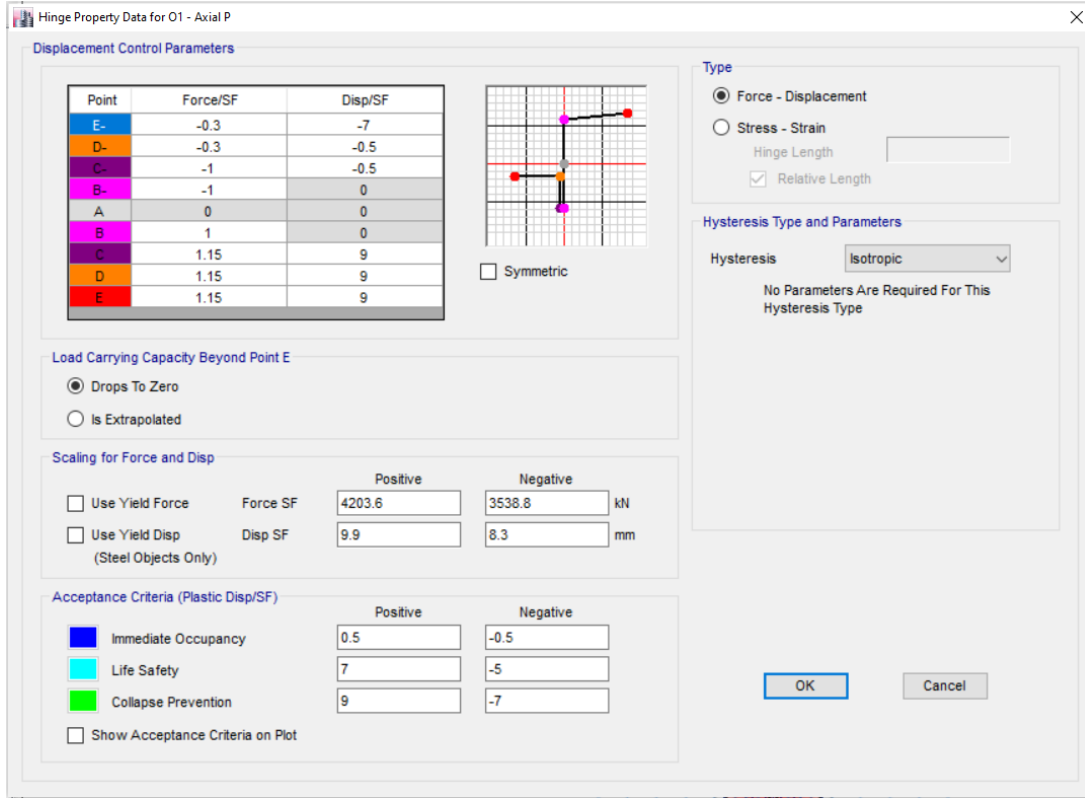 Hinge Property Data for O1 - Axial P
Displacement Control Parameters
Point Force/SF Disp/SF
E- -0.3 -7
D- -0.3 -0.5
C- -1 -0.5
B- -1 0
A 0 0
B 1 0
C 1.15 9
D 1.15 9
E 1.15 9
Symmetric
Type
Force - Displacement
Stress - Strain
Hinge Length
Relative Length
Hysteresis Type and Parameters
Hysteresis Isotropic
No Parameters Are Required For This
Hysteresis Type
Load Carrying Capacity Beyond Point E
Drops To Zero
Is Extrapolated
Scaling for Force and Disp
Positive Negative
Use Yield Force Force SF 4203.6 3538.8 kN
Use Yield Disp Disp SF 9.9 8.3 mm
(Steel Objects Only)
Acceptance Criteria (Plastic Disp/SF)
Positive Negative
Immediate Occupancy 0.5 -0.5
Life Safety 7 -5
Collapse Prevention 9 -7
Show Acceptance Criteria on Plot
OK Cancel